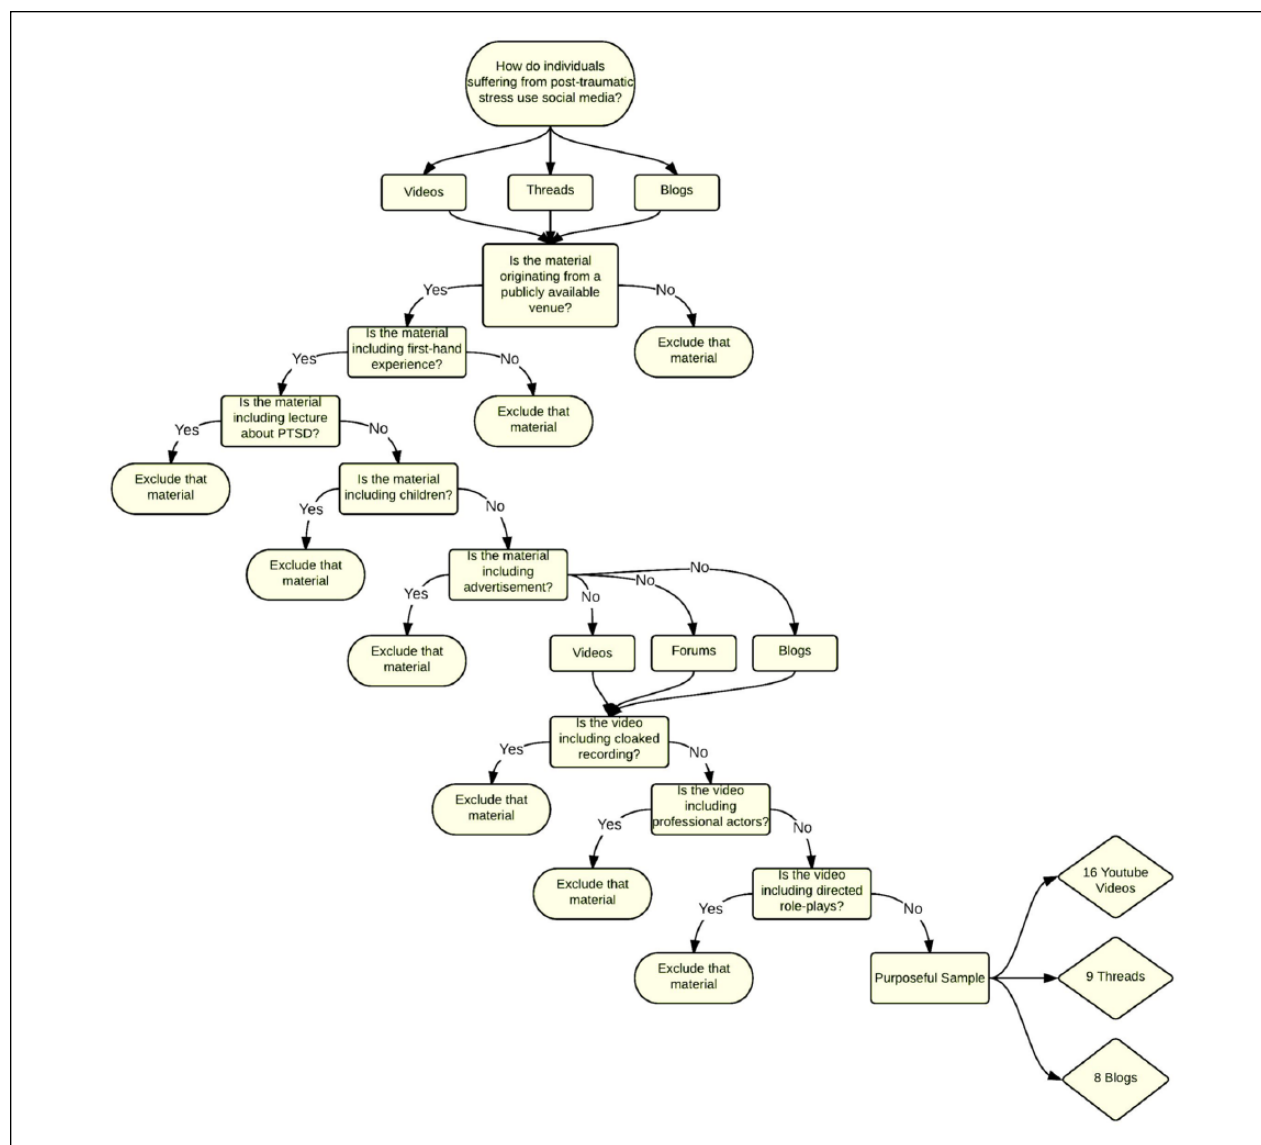 How do individuals
suffering from post-traumatic
stress use social media?
Videos
Threads
Blogs
Is the material
originating from a
publicly available
venue?
Yes
No
Is the material
including first-hand
experience?
Exclude that
material
Yes
No
Is the material
including lecture
about PTSD?
Exclude that
material
Yes
No
Exclude that
material
Is the material
including children?
Yes
No
Exclude that
material
Is the material
including
advertisement?
Yes
No
No
No
Exclude that
material
Videos
Forums
Blogs
Is the video
including cloaked
recording?
Yes
No
Exclude that
material
Is the video
including
professional actors?
Yes
No
Exclude that
material
Is the video
including directed
role-plays?
Yes
No
Exclude that
material
Purposeful Sample
16 Youtube
Videos
9 Threads
8 Blogs